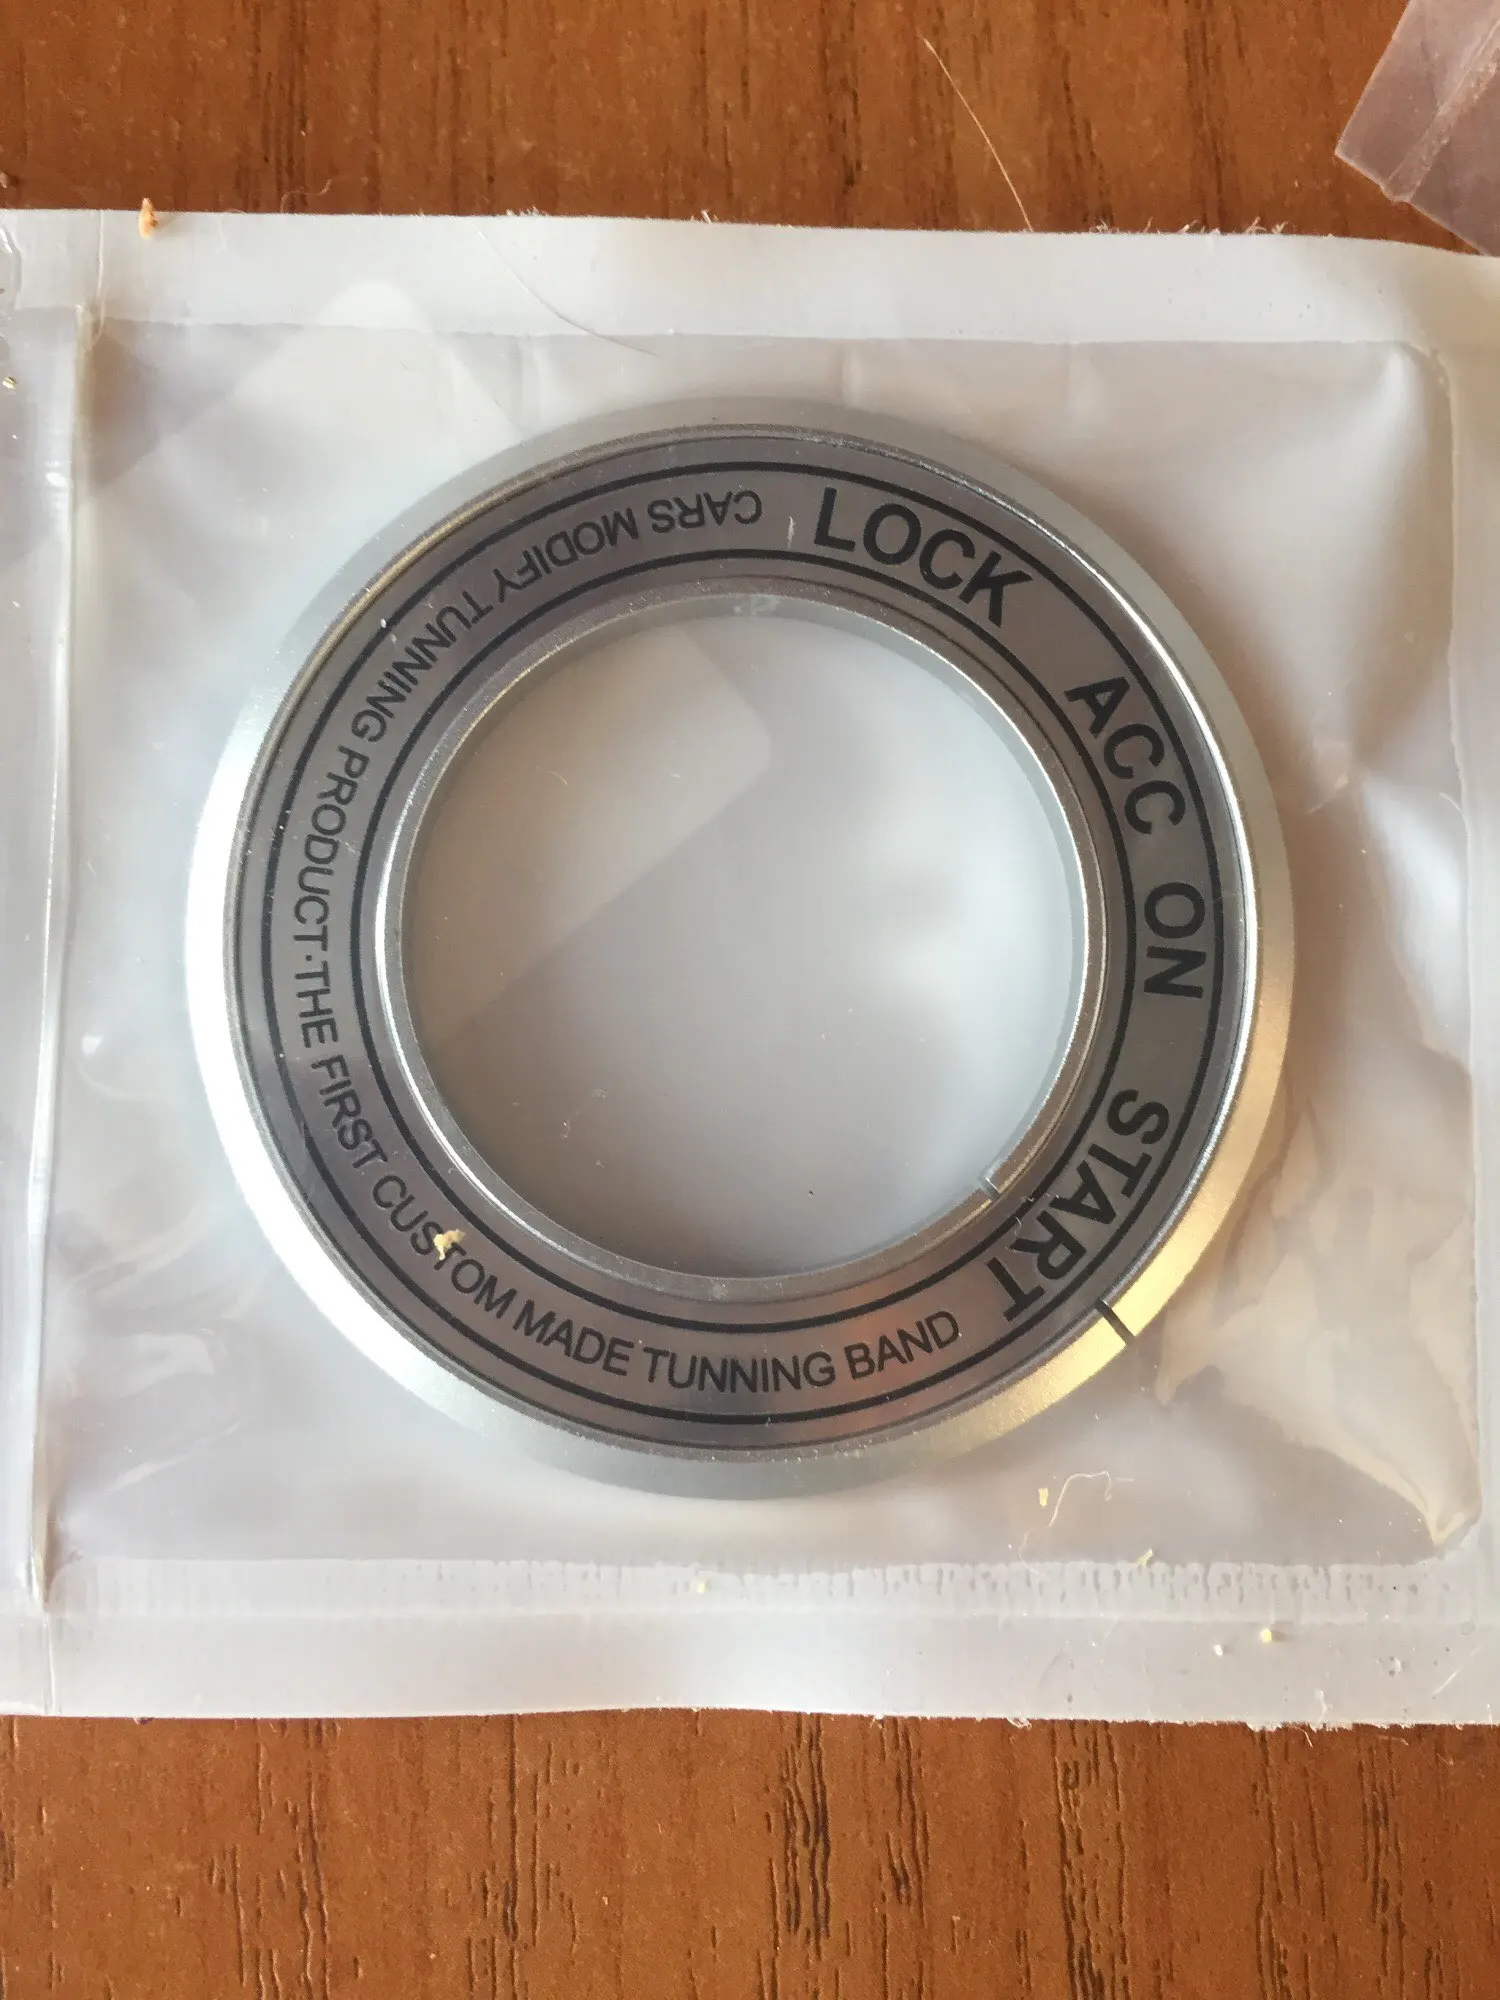 LOCK ACC ON START
CARS MODIFY TUNNING PRODUCT·THE FIRST CUSTOM MADE TUNNING BAND